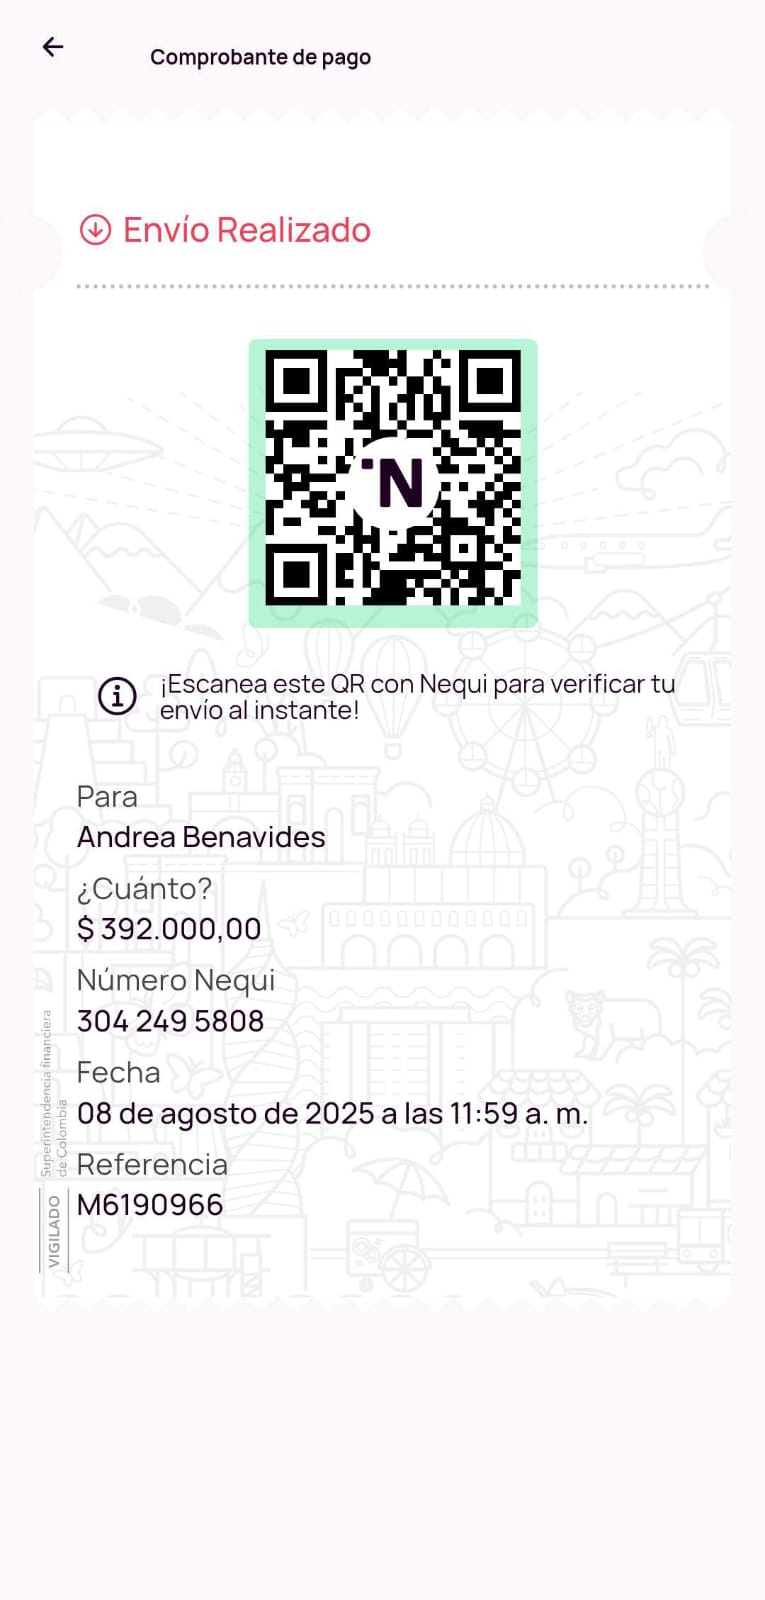 Comprobante de pago
Envío Realizado
N
¡Escanea este QR con Nequi para verificar tu
envío al instante!
Para
Andrea Benavides
¿Cuánto?
$ 392.000,00
Número Nequi
304 249 5808
Fecha
08 de agosto de 2025 a las 11:59 a. m.
Referencia
M6190966
VIGILADO
Superintendencia financiera
de Colombia